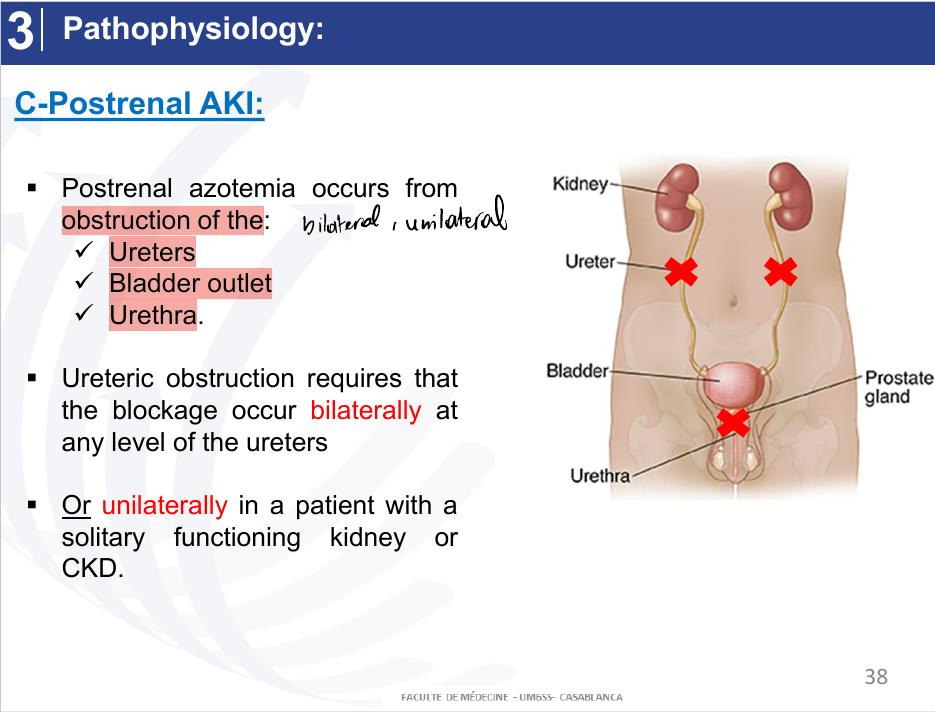 3 Pathophysiology:
C-Postrenal AKI:
▪ Postrenal azotemia occurs from
obstruction of the: bilateral, unilateral
✓ Ureters
✓ Bladder outlet
✓ Urethra.
▪ Ureteric obstruction requires that
the blockage occur bilaterally at
any level of the ureters
▪ Or unilaterally in a patient with a
solitary functioning kidney or
CKD.
Kidney
Ureter
Bladder
Prostate
gland
Urethra
38
FACULTE DE MÉDECINE - UM6SS- CASABLANCA